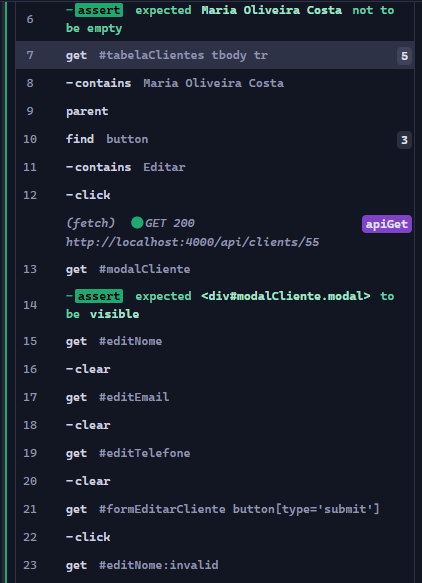 6 -assert expected Maria Oliveira Costa not to
be empty
7 get #tabelaClientes tbody tr 5
8 -contains Maria Oliveira Costa
9 parent
10 find button 3
11 -contains Editar
12 -click
(fetch) GET 200 apiGet
http://localhost:4000/api/clients/55
13 get #modalCliente
14 -assert expected <div#modalCliente.modal> to
be visible
15 get #editNome
16 -clear
17 get #editEmail
18 -clear
19 get #editTelefone
20 -clear
21 get #formEditarCliente button[type='submit']
22 -click
23 get #editNome:invalid